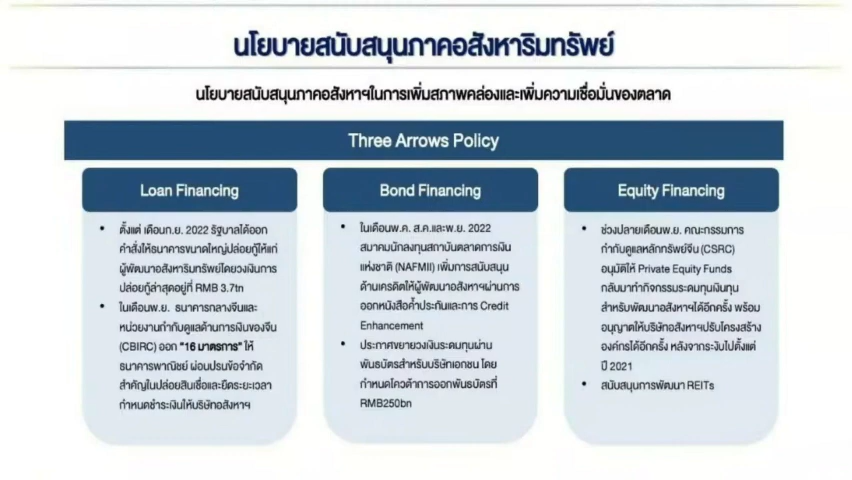 นโยบายสนับสนุนภาคอสังหาริมทรัพย์
นโยบายสนับสนุนภาคอสังหาฯในการเพิ่มสภาพคล่องและเพิ่มความเชื่อมั่นของตลาด
Three Arrows Policy
Loan Financing
• ตั้งแต่ เดือนก.ย. 2022 รัฐบาลได้ออก
คำสั่งให้ธนาคารขนาดใหญ่ปล่อยกู้ให้แก่
ผู้พัฒนาอสังหาริมทรัพย์โดยวงเงินการ
ปล่อยกู้ล่าสุดอยู่ที่ RMB 3.7tn
• ในเดือนพ.ย. ธนาคารกลางจีนและ
หน่วยงานกำกับดูแลด้านการเงินของจีน
(CBIRC) ออก "16 มาตรการ" ให้
ธนาคารพาณิชย์ ผ่อนปรนข้อจำกัด
สำคัญในปล่อยสินเชื่อและยืดระยะเวลา
กำหนดชำระเงินให้บริษัทอสังหาฯ
Bond Financing
• ในเดือนพ.ค. ส.ค.และพ.ย. 2022
สมาคมนักลงทุนสถาบันตลาดการเงิน
แห่งชาติ (NAFMII) เพิ่มการสนับสนุน
ด้านเครดิตให้ผู้พัฒนาอสังหาฯผ่านการ
ออกหนังสือค้ำประกันและการ Credit
Enhancement
• ประกาศขยายวงเงินระดมทุนผ่าน
พันธบัตรสำหรับบริษัทเอกชน โดย
กำหนดโควต้าการออกพันธบัตรที่
RMB250bn
Equity Financing
• ช่วงปลายเดือนพ.ย. คณะกรรมการ
กำกับดูแลหลักทรัพย์จีน (CSRC)
อนุมัติให้ Private Equity Funds
กลับมาทำกิจกรรมระดมทุนเงินทุน
สำหรับพัฒนาอสังหาฯได้อีกครั้ง พร้อม
อนุญาตให้บริษัทอสังหาฯปรับโครงสร้าง
องค์กรได้อีกครั้ง หลังจากระงับไปตั้งแต่
ปี 2021
• สนับสนุนการพัฒนา REITs